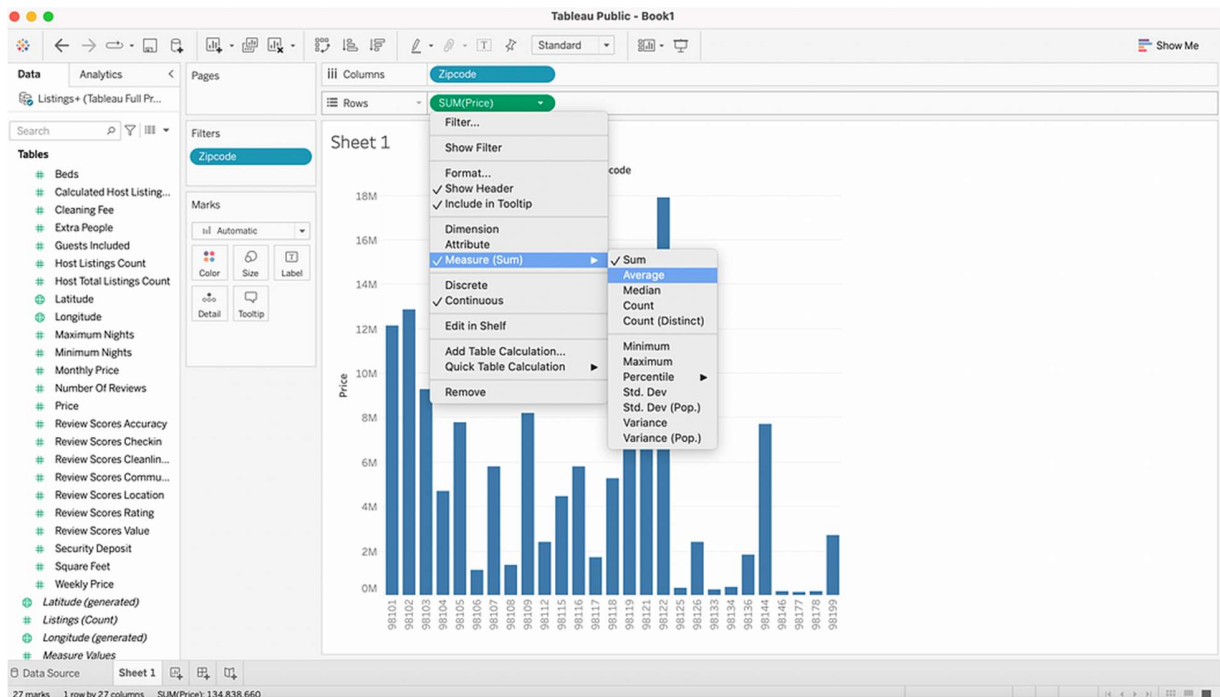 Tableau Public - Book1
Standard
Show Me
Data Analytics
Pages
Columns Zipcode
Listings+ (Tableau Full Pr...
Rows SUM(Price)
Search
Filters
Zipcode
Tables
Beds
Calculated Host Listing...
Cleaning Fee
Extra People
Guests Included
Host Listings Count
Host Total Listings Count
Latitude
Longitude
Maximum Nights
Minimum Nights
Monthly Price
Number Of Reviews
Price
Review Scores Accuracy
Review Scores Checkin
Review Scores Cleanlin...
Review Scores Commu...
Review Scores Location
Review Scores Rating
Review Scores Value
Security Deposit
Square Feet
Weekly Price
Latitude (generated)
Listings (Count)
Longitude (generated)
Measure Values
Marks
Automatic
Color Size Label
Detail Tooltip
Sheet 1
code
Filter...
Show Filter
Format...
Show Header
Include in Tooltip
Dimension
Attribute
Measure (Sum)
Discrete
Continuous
Edit in Shelf
Add Table Calculation...
Quick Table Calculation
Remove
Sum
Average
Median
Count
Count (Distinct)
Minimum
Maximum
Percentile
Std. Dev
Std. Dev (Pop.)
Variance
Variance (Pop.)
Price
18M
16M
14M
12M
10M
8M
6M
4M
2M
0M
98101
98102
98103
98104
98105
98106
98107
98108
98109
98112
98115
98116
98117
98118
98119
98121
98122
98125
98126
98133
98134
98136
98144
98146
98177
98178
98199
Data Source Sheet 1
27 marks 1 row by 27 columns SUM(Price): 134,838,660